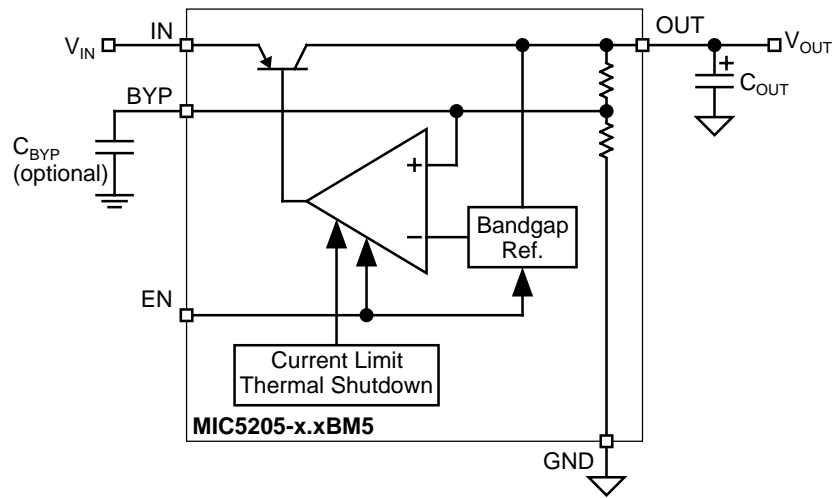 IN
OUT
V_IN
V_OUT
+
C_OUT
BYP
C_BYP
(optional)
+
–
Bandgap
Ref.
EN
Current Limit
Thermal Shutdown
MIC5205-x.xBM5
GND